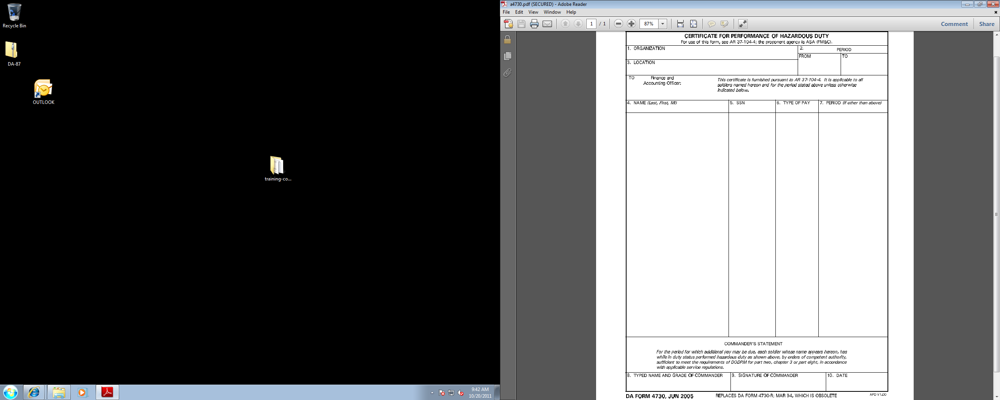 Recycle Bin
DA-87
OUTLOOK
training-co...
9:42 AM
10/20/2011
a4730.pdf (SECURED) - Adobe Reader
File Edit View Window Help
1 / 1 87% Comment Share
CERTIFICATE FOR PERFORMANCE OF HAZARDOUS DUTY
For use of this form, see AR 37-104-4; the proponent agency is ASA (FM&C).
1. ORGANIZATION
2. PERIOD
FROM TO
3. LOCATION
TO Finance and
Accounting Officer:
This certificate is furnished pursuant to AR 37-104-4. It is applicable to all
soldiers named hereon and for the period stated above unless otherwise
indicated below.
4. NAME (Last, First, MI) 5. SSN 6. TYPE OF PAY 7. PERIOD (if other than above)
COMMANDER'S STATEMENT
For the period for which additional pay may be due, each soldier whose name appears hereon, has
while in duty status performed hazardous duty as shown above, by orders of competent authority,
sufficient to meet the requirements of DODPM for part two, chapter 3 or part eight, in accordance
with applicable service regulations.
8. TYPED NAME AND GRADE OF COMMANDER 9. SIGNATURE OF COMMANDER 10. DATE
DA FORM 4730, JUN 2005 REPLACES DA FORM 4730-R; MAR 94, WHICH IS OBSOLETE APD V1.00